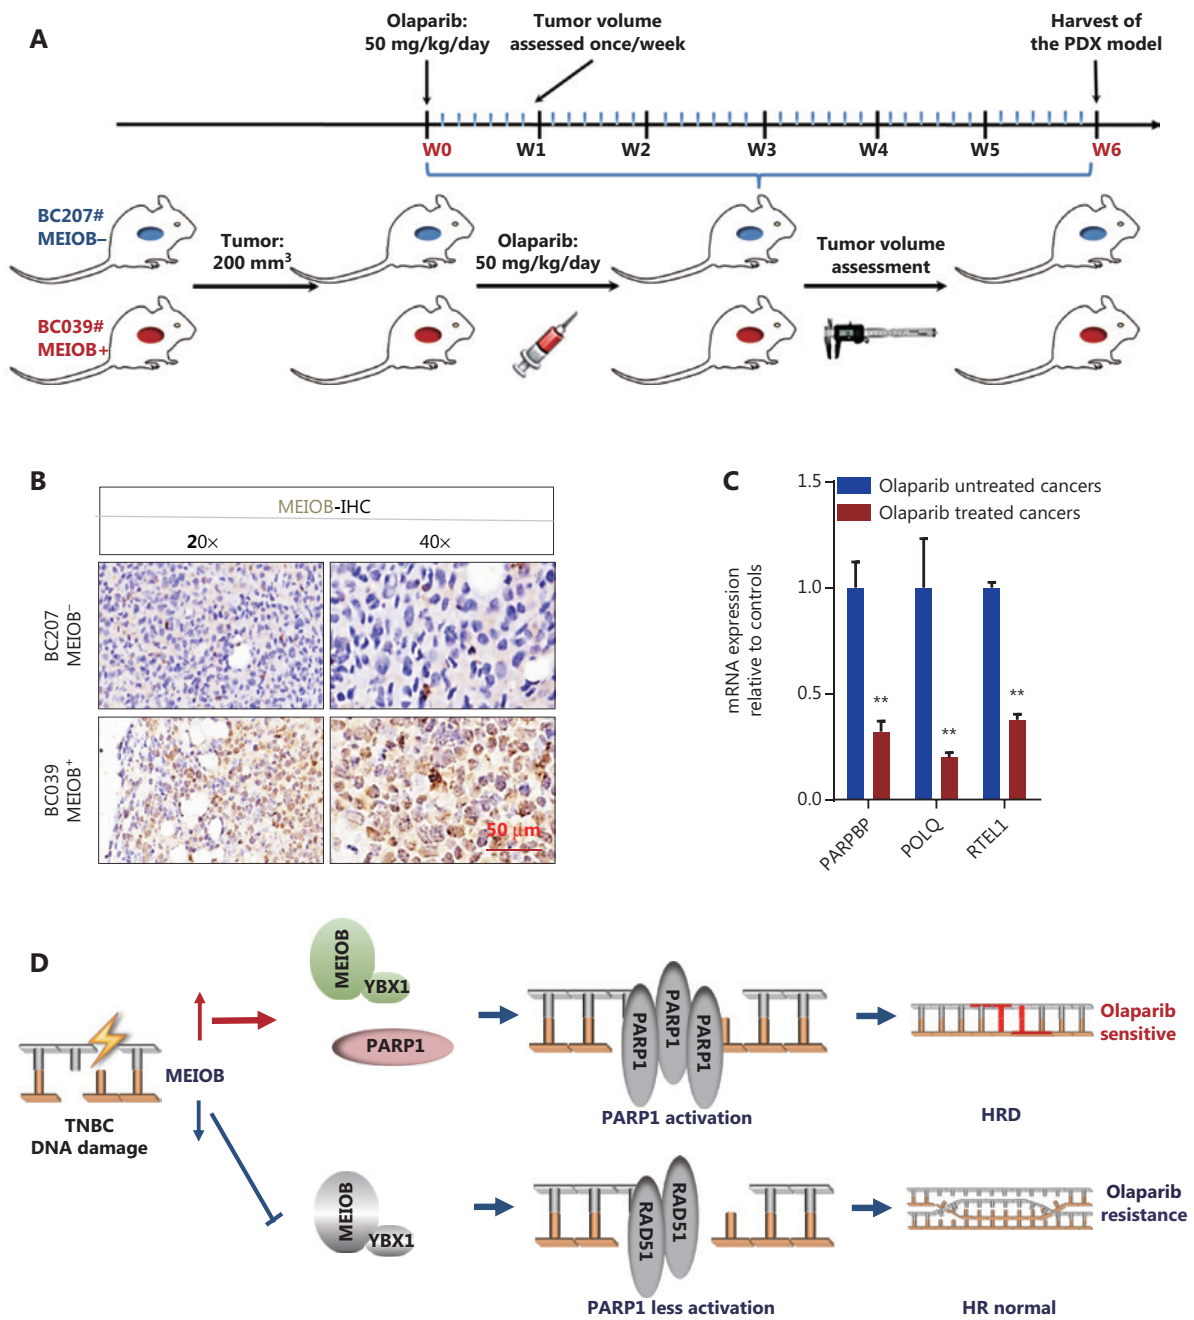 A
Olaparib:
50 mg/kg/day
Tumor volume
assessed once/week
Harvest of
the PDX model
W0
W1
W2
W3
W4
W5
W6
BC207#
MEIOB–
Tumor:
200 mm³
Olaparib:
50 mg/kg/day
Tumor volume
assessment
BC039#
MEIOB+
B
MEIOB-IHC
20×
40×
BC207
MEIOB⁻
BC039
MEIOB⁺
50 µm
C
Olaparib untreated cancers
Olaparib treated cancers
mRNA expression
relative to controls
1.5
1.0
0.5
0.0
**
**
**
PARPBP
POLQ
RTEL1
D
TNBC
DNA damage
MEIOB
MEIOB
YBX1
PARP1
PARP1
PARP1
PARP1
PARP1 activation
HRD
Olaparib
sensitive
MEIOB
YBX1
RAD51
RAD51
PARP1 less activation
HR normal
Olaparib
resistance